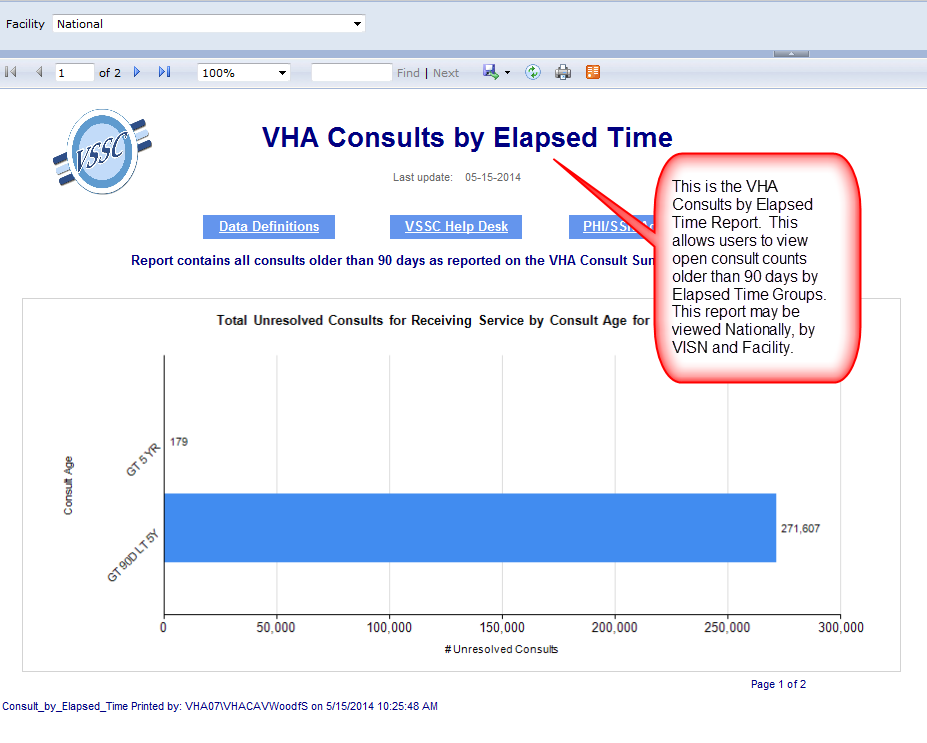 Facility National
1 of 2 100% Find | Next
VSSC
VHA Consults by Elapsed Time
Last update: 05-15-2014
Data Definitions VSSC Help Desk PHI/SSN
Report contains all consults older than 90 days as reported on the VHA Consult
This is the VHA
Consults by Elapsed
Time Report. This
allows users to view
open consult counts
older than 90 days by
Elapsed Time Groups.
This report may be
viewed Nationally, by
VISN and Facility.
Total Unresolved Consults for Receiving Service by Consult Age for
Consult Age
GT 5 YR
179
GT 90D LT 5Y
271,607
0 50,000 100,000 150,000 200,000 250,000 300,000
# Unresolved Consults
Page 1 of 2
Consult_by_Elapsed_Time Printed by: VHA07\VHACAVWoodfS on 5/15/2014 10:25:48 AM